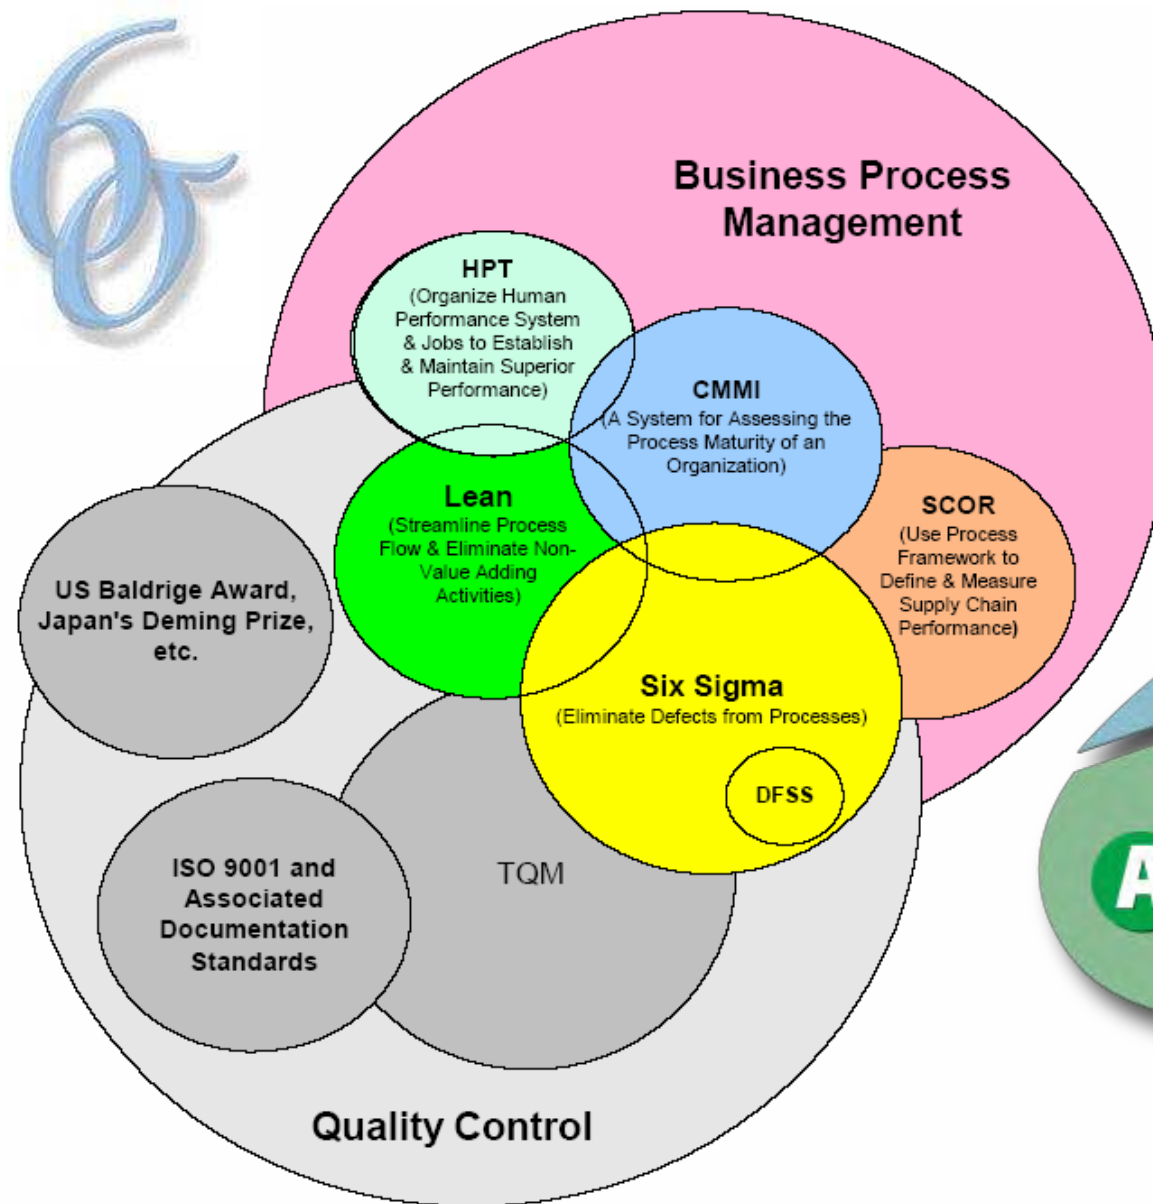 6σ
Business Process
Management
HPT
(Organize Human
Performance System
& Jobs to Establish
& Maintain Superior
Performance)
CMMI
(A System for Assessing the
Process Maturity of an
Organization)
Lean
(Streamline Process
Flow & Eliminate Non-
Value Adding
Activities)
SCOR
(Use Process
Framework to
Define & Measure
Supply Chain
Performance)
US Baldrige Award,
Japan's Deming Prize,
etc.
Six Sigma
(Eliminate Defects from Processes)
DFSS
TQM
ISO 9001 and
Associated
Documentation
Standards
A
Quality Control